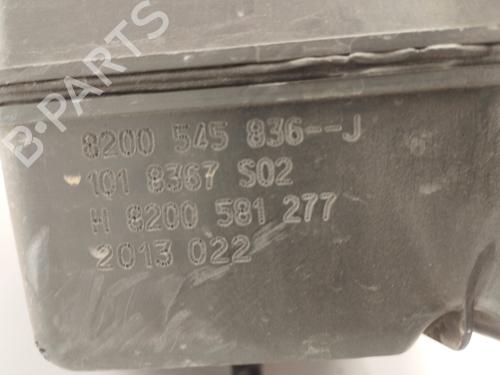 8200 545 836--J
101 8367 S02
H 8200 581 277
2013 022
B-PARTS